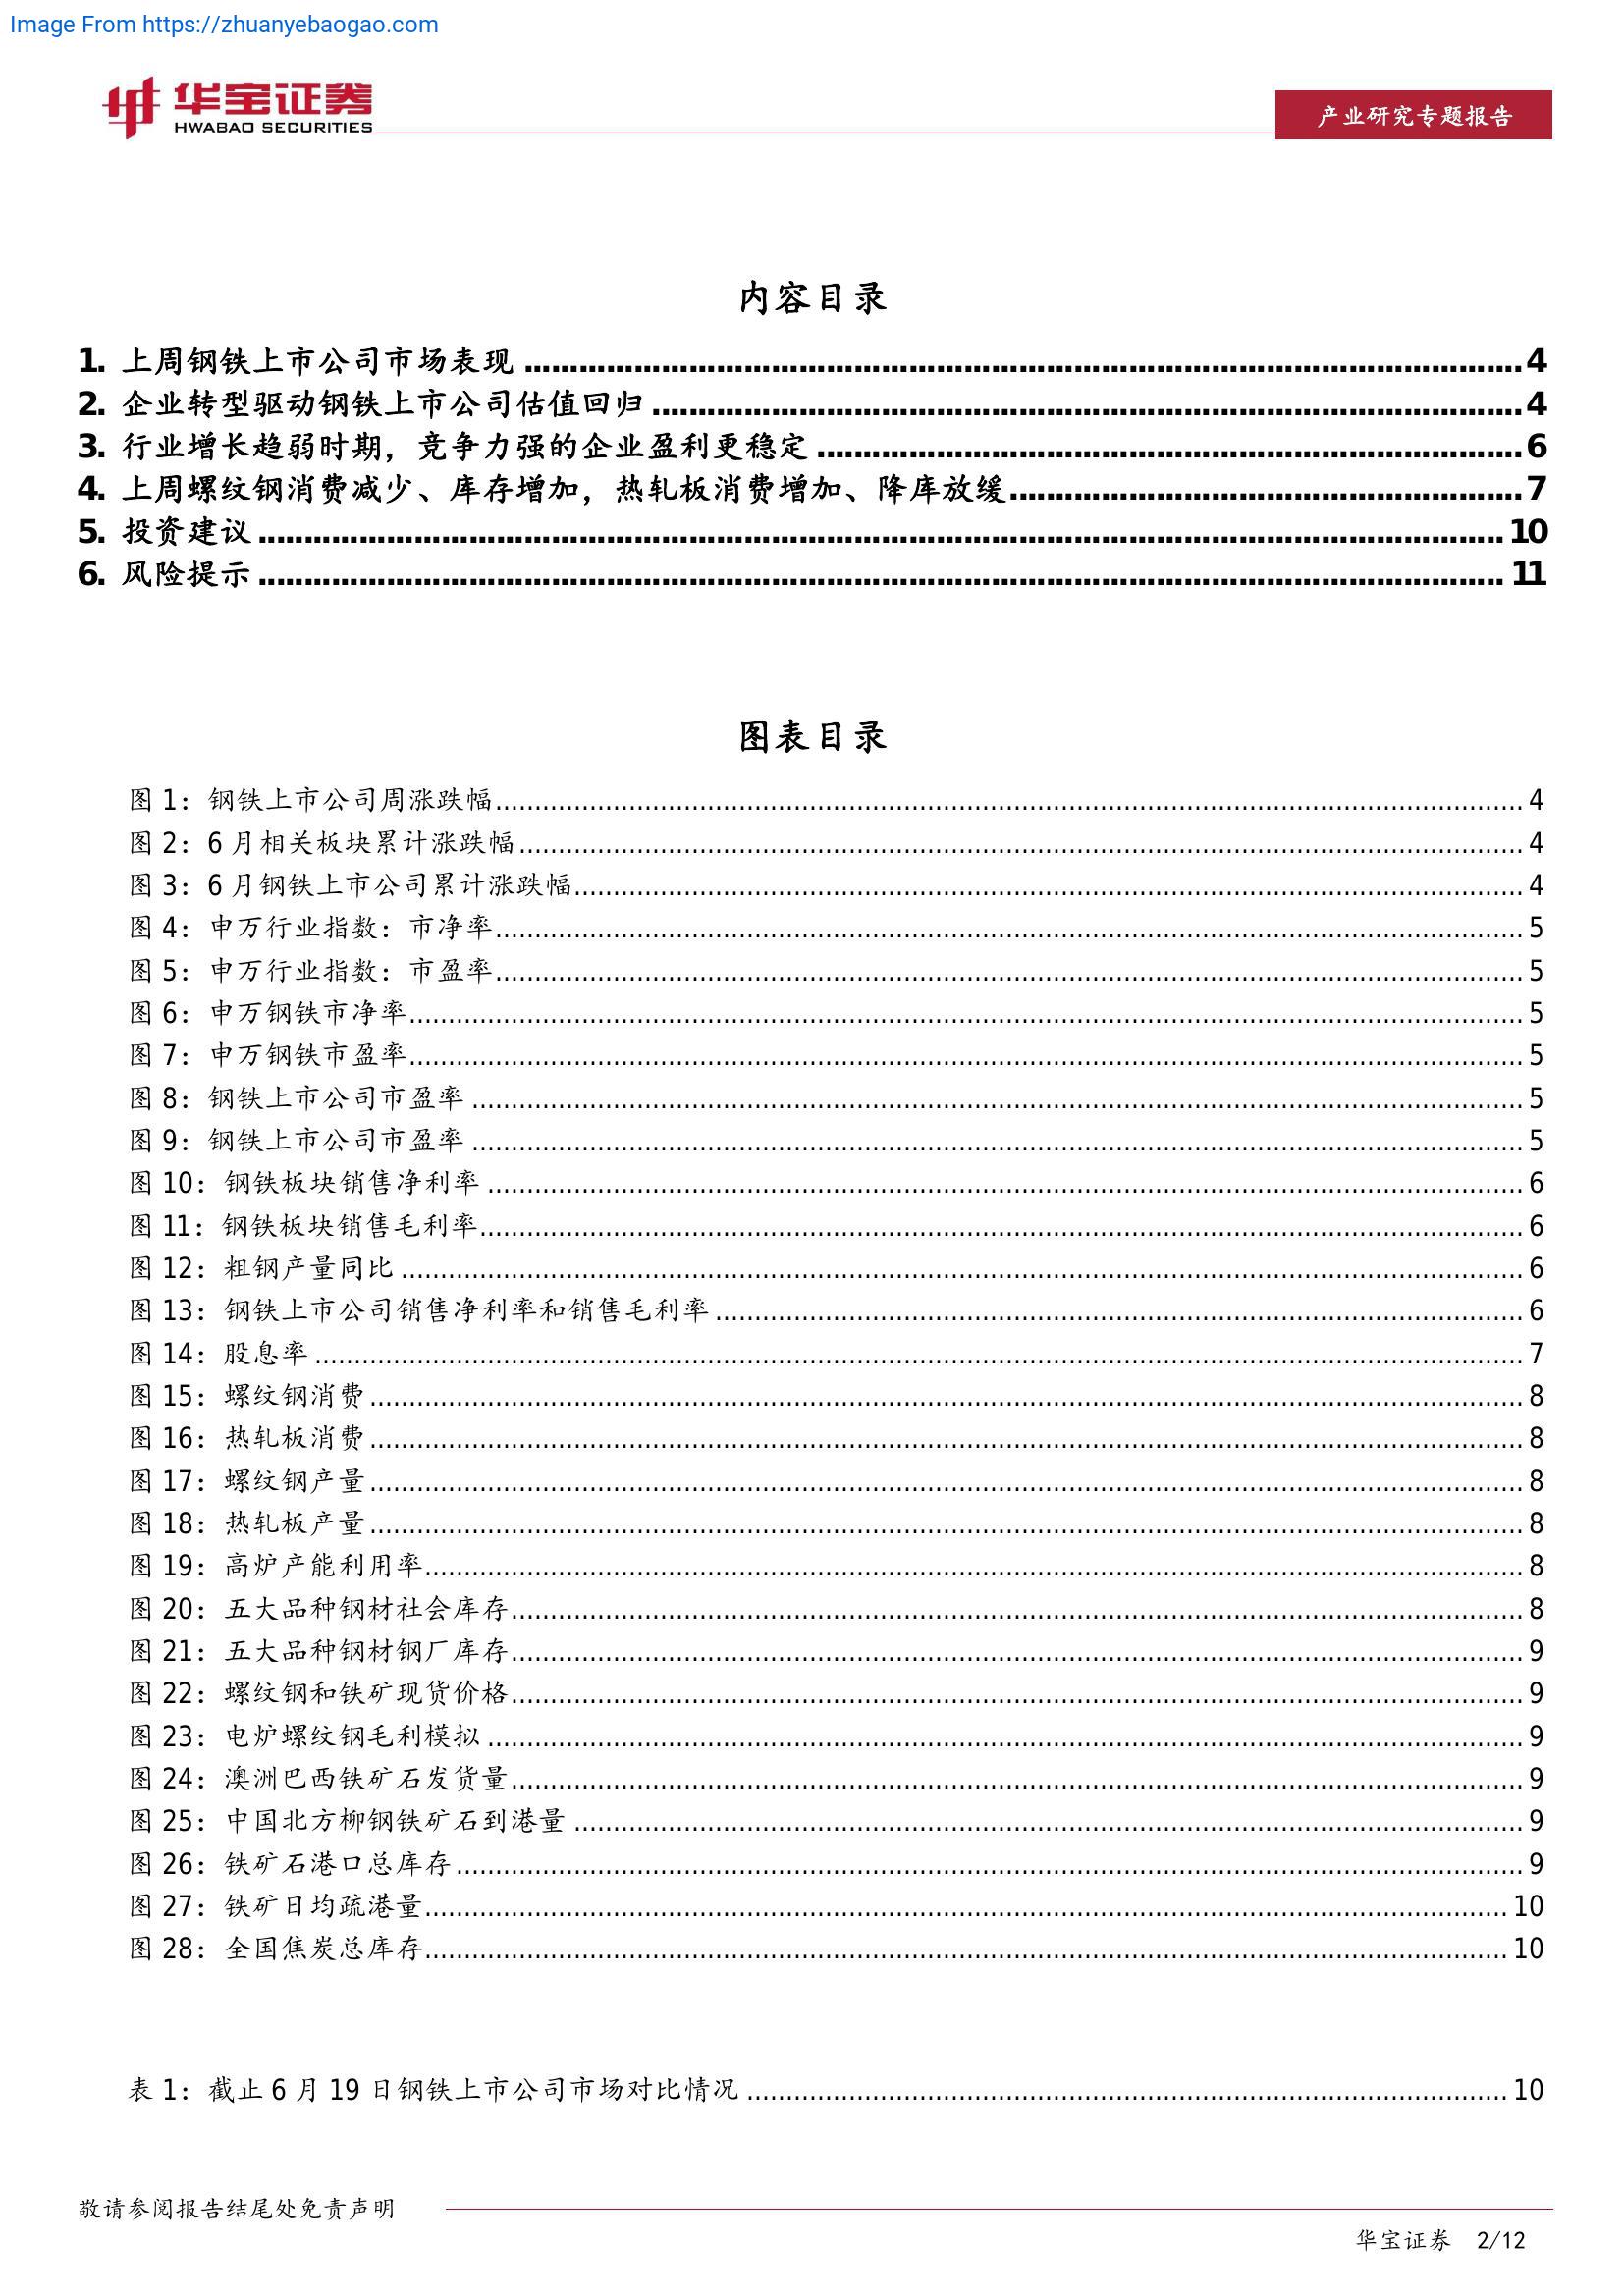 Image From https://zhuanyebaogao.com
华宝证券
HWABAO SECURITIES
产业研究专题报告
内容目录
1. 上周钢铁上市公司市场表现 4
2. 企业转型驱动钢铁上市公司估值回归 4
3. 行业增长趋弱时期，竞争力强的企业盈利更稳定 6
4. 上周螺纹钢消费减少、库存增加，热轧板消费增加、降库放缓 7
5. 投资建议 10
6. 风险提示 11
图表目录
图 1：钢铁上市公司周涨跌幅 4
图 2：6 月相关板块累计涨跌幅 4
图 3：6 月钢铁上市公司累计涨跌幅 4
图 4：申万行业指数：市净率 5
图 5：申万行业指数：市盈率 5
图 6：申万钢铁市净率 5
图 7：申万钢铁市盈率 5
图 8：钢铁上市公司市盈率 5
图 9：钢铁上市公司市盈率 5
图 10：钢铁板块销售净利率 6
图 11：钢铁板块销售毛利率 6
图 12：粗钢产量同比 6
图 13：钢铁上市公司销售净利率和销售毛利率 6
图 14：股息率 7
图 15：螺纹钢消费 8
图 16：热轧板消费 8
图 17：螺纹钢产量 8
图 18：热轧板产量 8
图 19：高炉产能利用率 8
图 20：五大品种钢材社会库存 8
图 21：五大品种钢材钢厂库存 9
图 22：螺纹钢和铁矿现货价格 9
图 23：电炉螺纹钢毛利模拟 9
图 24：澳洲巴西铁矿石发货量 9
图 25：中国北方柳钢铁矿石到港量 9
图 26：铁矿石港口总库存 9
图 27：铁矿日均疏港量 10
图 28：全国焦炭总库存 10
表 1：截止 6 月 19 日钢铁上市公司市场对比情况 10
敬请参阅报告结尾处免责声明
华宝证券 2/12